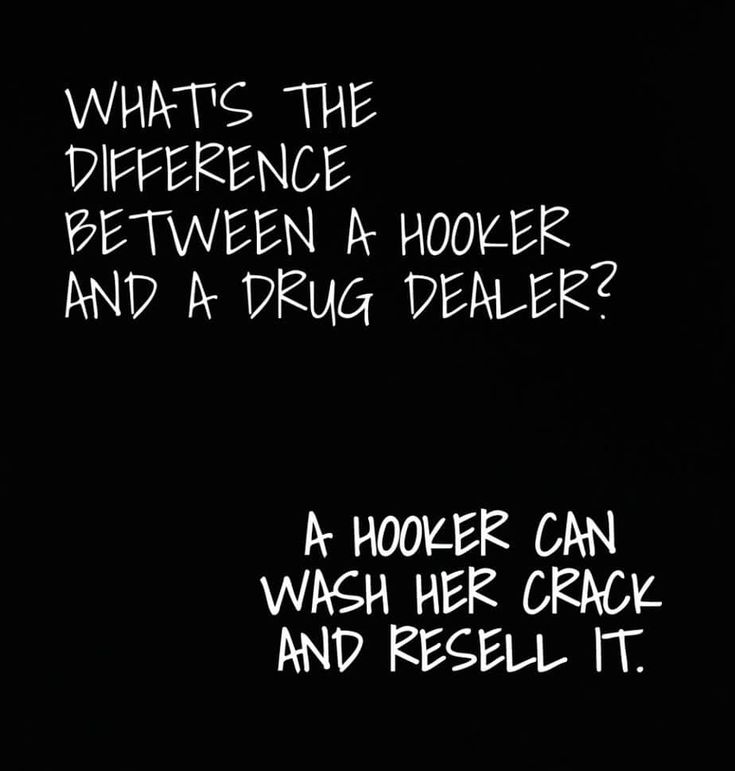 WHAT'S THE
DIFFERENCE
BETWEEN A HOOKER
AND A DRUG DEALER?
A HOOKER CAN
WASH HER CRACK
AND RESELL IT.